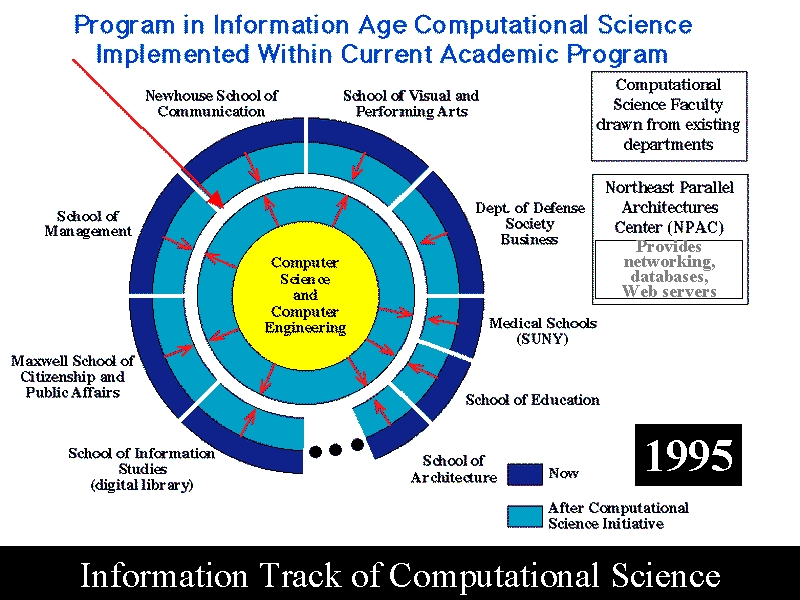 Program in Information Age Computational Science
Implemented Within Current Academic Program
Newhouse School of
Communication
School of Visual and
Performing Arts
Computational
Science Faculty
drawn from existing
departments
School of
Management
Dept. of Defense
Society
Business
Northeast Parallel
Architectures
Center (NPAC)
Provides
networking,
databases,
Web servers
Computer
Science
and
Computer
Engineering
Medical Schools
(SUNY)
Maxwell School of
Citizenship and
Public Affairs
School of Education
School of Information
Studies
(digital library)
School of
Architecture
Now
After Computational
Science Initiative
1995
Information Track of Computational Science